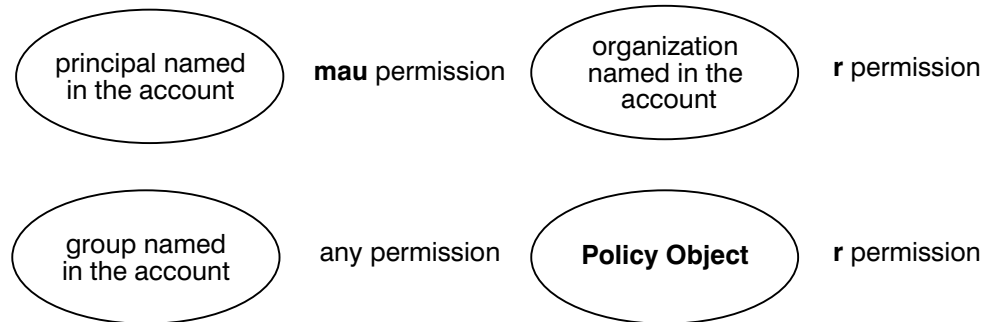 principal named
in the account
mau permission
organization
named in the
account
r permission
group named
in the account
any permission
Policy Object
r permission